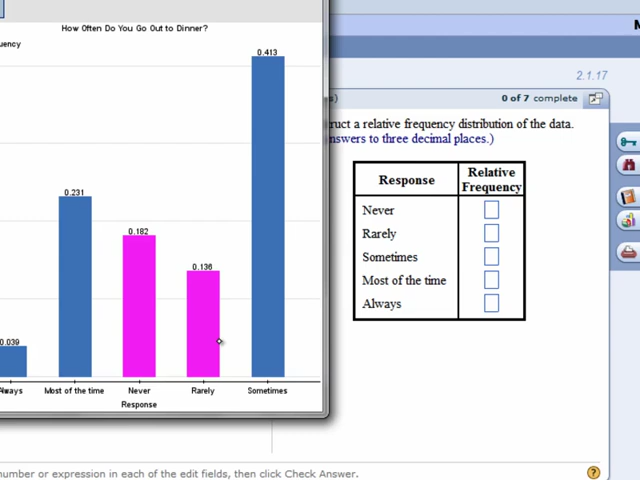 How Often Do You Go Out to Dinner?
uency
0.413
0.231
0.182
0.136
0.039
Always Most of the time Never Rarely Sometimes
Response
M
2.1.17
s) 0 of 7 complete
ruct a relative frequency distribution of the data.
nswers to three decimal places.)
Response Relative Frequency
Never
Rarely
Sometimes
Most of the time
Always
number or expression in each of the edit fields, then click Check Answer.
?